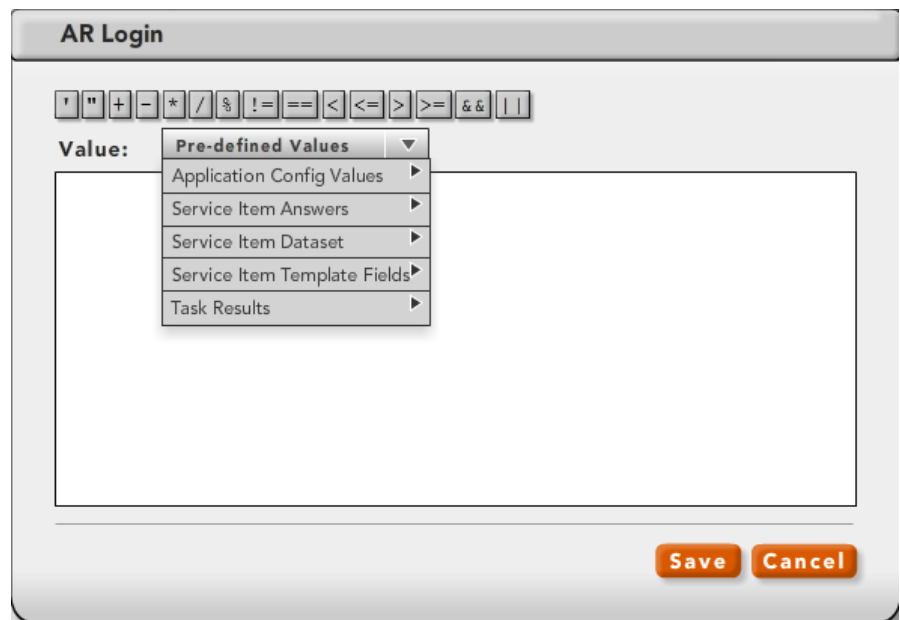 AR Login
' " + - * / % != == < <= > >= && ||
Value: Pre-defined Values
Application Config Values
Service Item Answers
Service Item Dataset
Service Item Template Fields
Task Results
Save Cancel